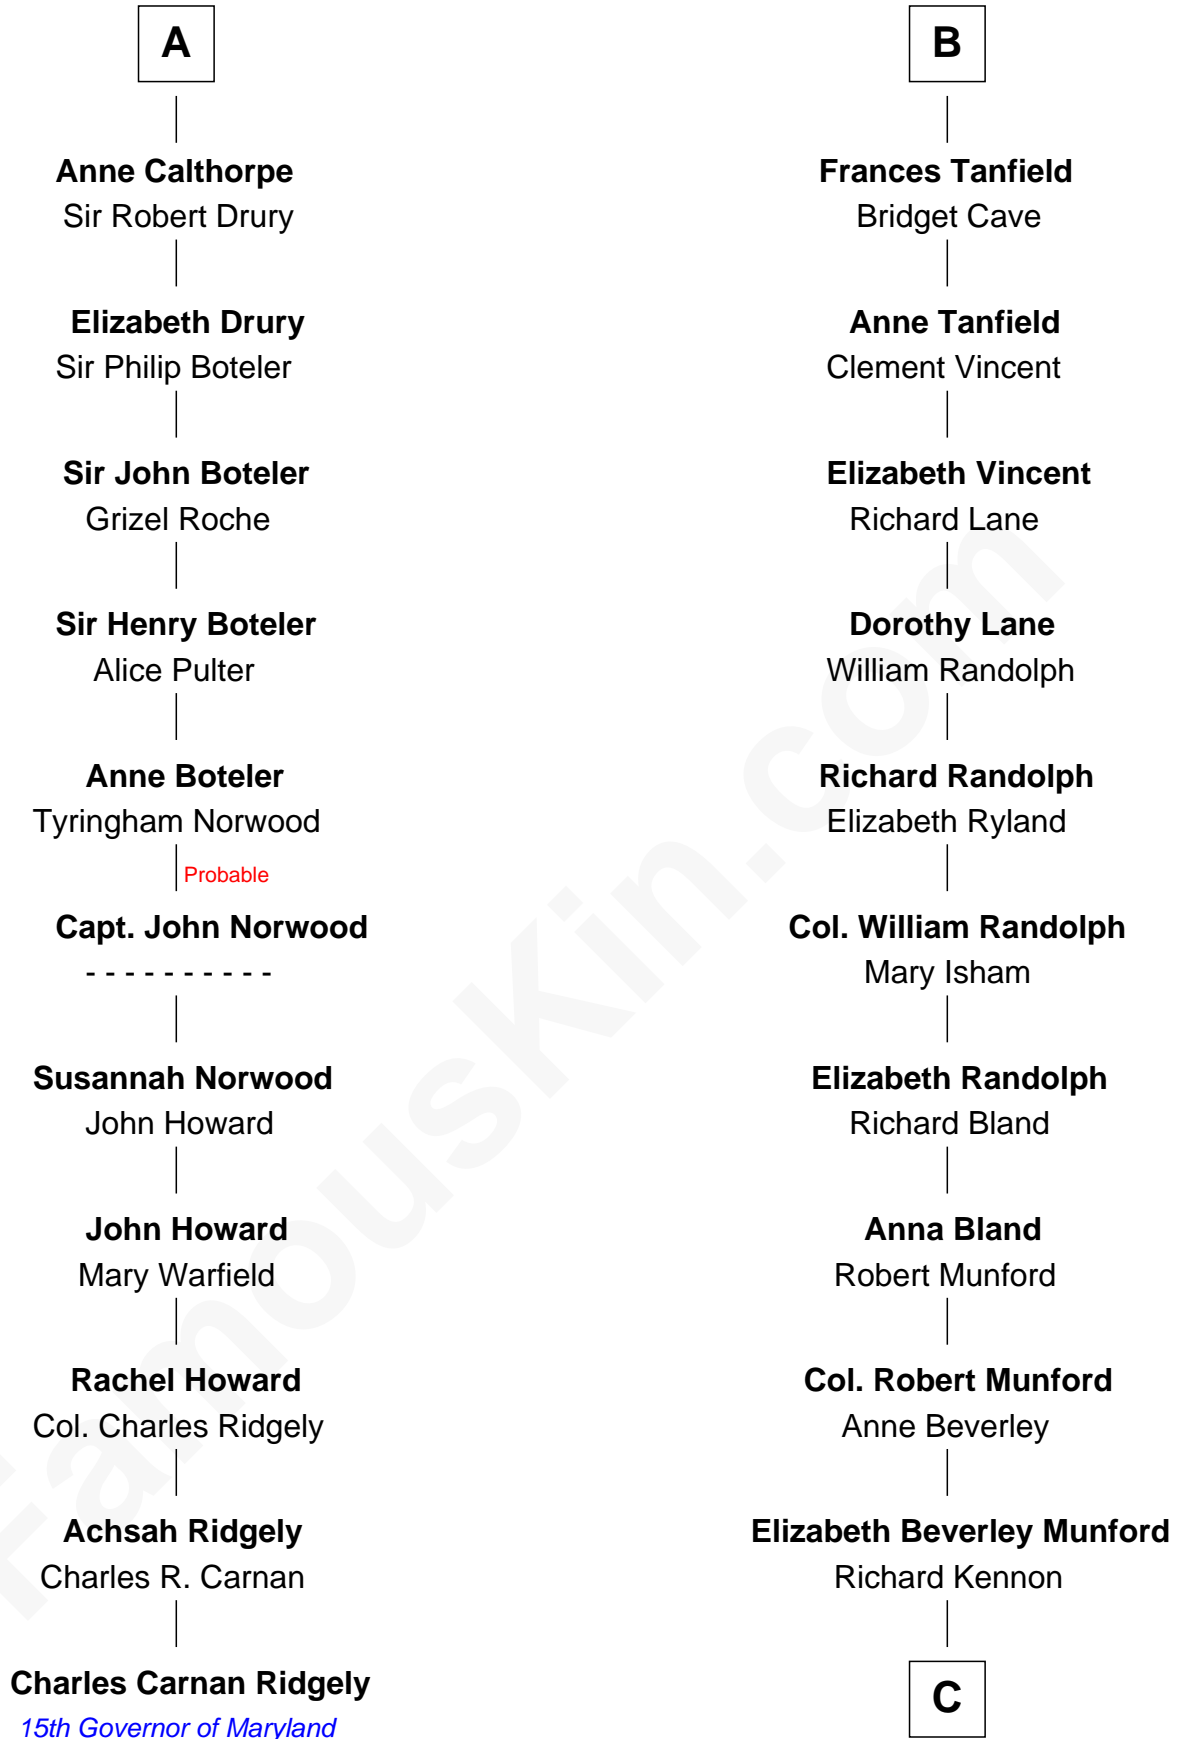 A
Anne Calthorpe
Sir Robert Drury
Elizabeth Drury
Sir Philip Boteler
Sir John Boteler
Grizel Roche
Sir Henry Boteler
Alice Pulter
Anne Boteler
Tyringham Norwood
Probable
Capt. John Norwood
- - - - - - - - - -
Susannah Norwood
John Howard
John Howard
Mary Warfield
Rachel Howard
Col. Charles Ridgely
Achsah Ridgely
Charles R. Carnan
Charles Carnan Ridgely
15th Governor of Maryland
B
Frances Tanfield
Bridget Cave
Anne Tanfield
Clement Vincent
Elizabeth Vincent
Richard Lane
Dorothy Lane
William Randolph
Richard Randolph
Elizabeth Ryland
Col. William Randolph
Mary Isham
Elizabeth Randolph
Richard Bland
Anna Bland
Robert Munford
Col. Robert Munford
Anne Beverley
Elizabeth Beverley Munford
Richard Kennon
C
FamousKin.com